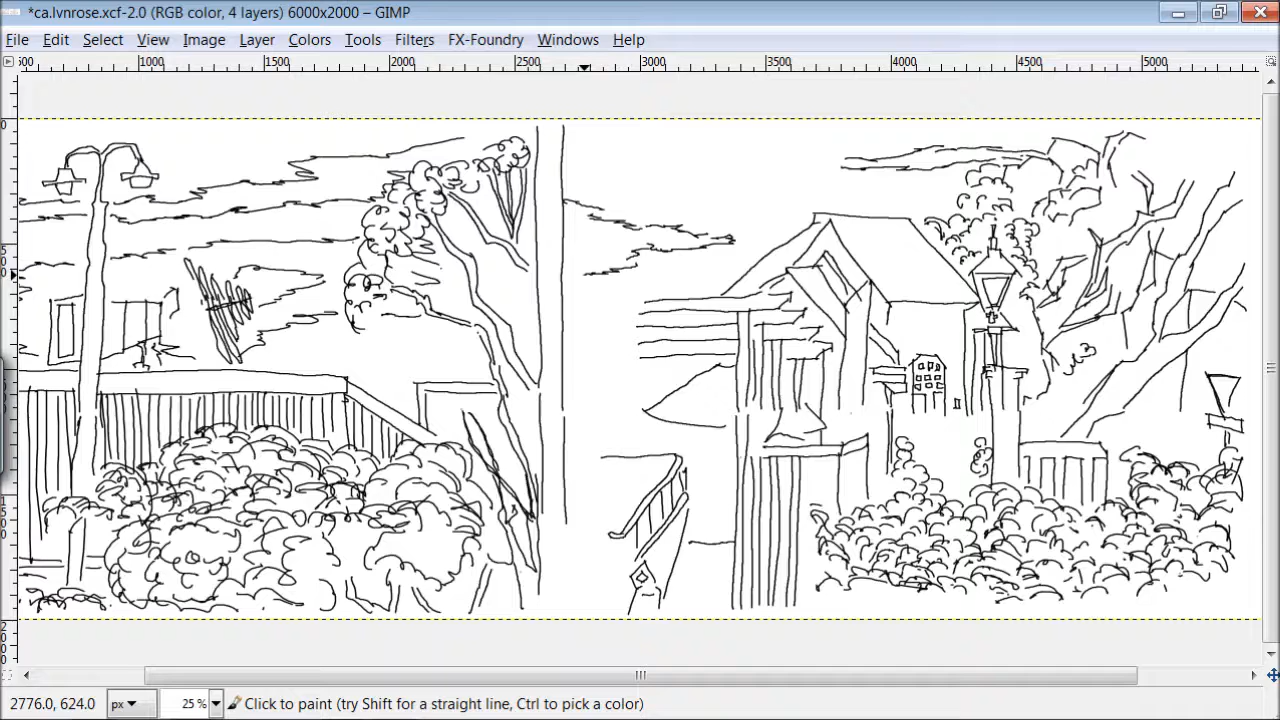 *ca.lvnrose.xcf-2.0 (RGB color, 4 layers) 6000x2000 – GIMP
File Edit Select View Image Layer Colors Tools Filters FX-Foundry Windows Help
500 1000 1500 2000 2500 3000 3500 4000 4500 5000
2776.0, 624.0 px 25 % Click to paint (try Shift for a straight line, Ctrl to pick a color)